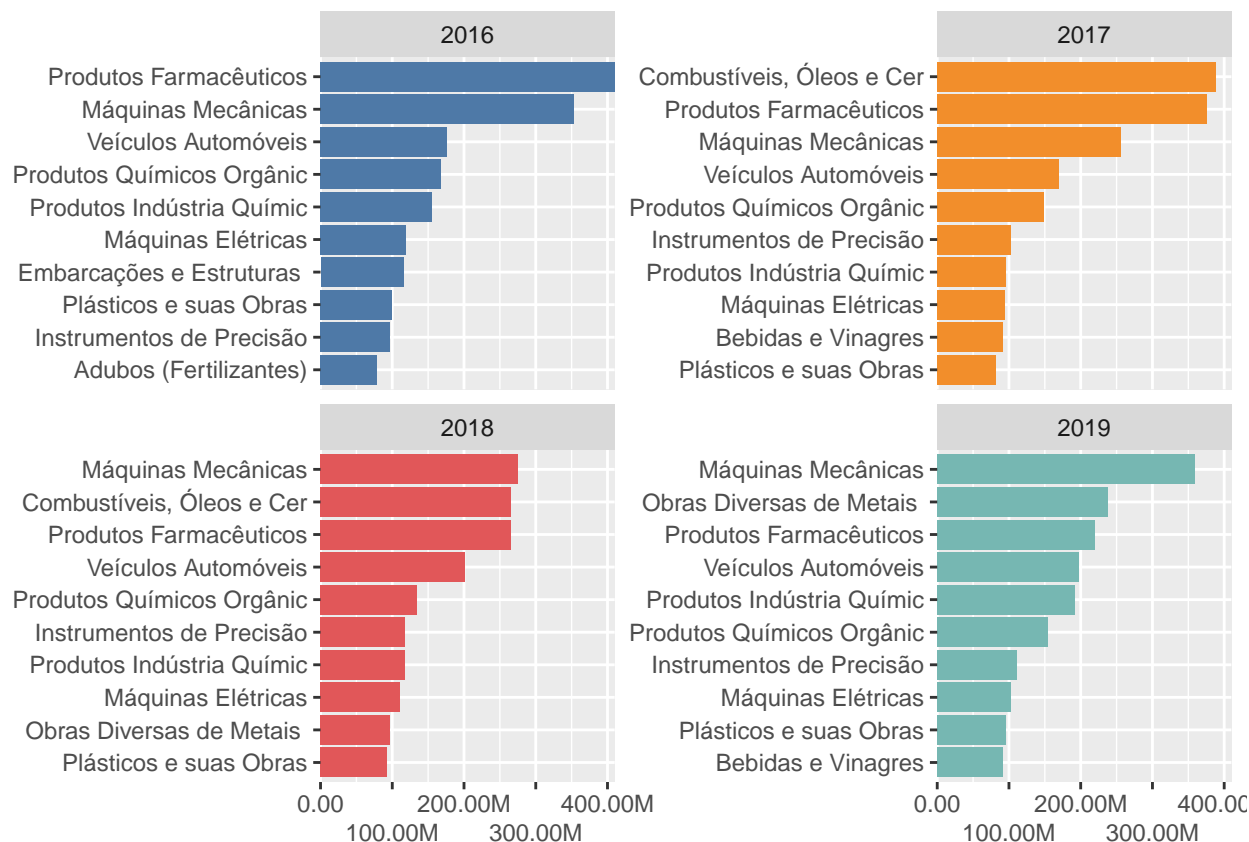 2016
Produtos Farmacêuticos
Máquinas Mecânicas
Veículos Automóveis
Produtos Químicos Orgânic
Produtos Indústria Químic
Máquinas Elétricas
Embarcações e Estruturas
Plásticos e suas Obras
Instrumentos de Precisão
Adubos (Fertilizantes)
2017
Combustíveis, Óleos e Cer
Produtos Farmacêuticos
Máquinas Mecânicas
Veículos Automóveis
Produtos Químicos Orgânic
Instrumentos de Precisão
Produtos Indústria Químic
Máquinas Elétricas
Bebidas e Vinagres
Plásticos e suas Obras
2018
Máquinas Mecânicas
Combustíveis, Óleos e Cer
Produtos Farmacêuticos
Veículos Automóveis
Produtos Químicos Orgânic
Instrumentos de Precisão
Produtos Indústria Químic
Máquinas Elétricas
Obras Diversas de Metais
Plásticos e suas Obras
0.00 200.00M 400.00M
100.00M 300.00M
2019
Máquinas Mecânicas
Obras Diversas de Metais
Produtos Farmacêuticos
Veículos Automóveis
Produtos Indústria Químic
Produtos Químicos Orgânic
Instrumentos de Precisão
Máquinas Elétricas
Plásticos e suas Obras
Bebidas e Vinagres
0.00 200.00M 400.00
100.00M 300.00M